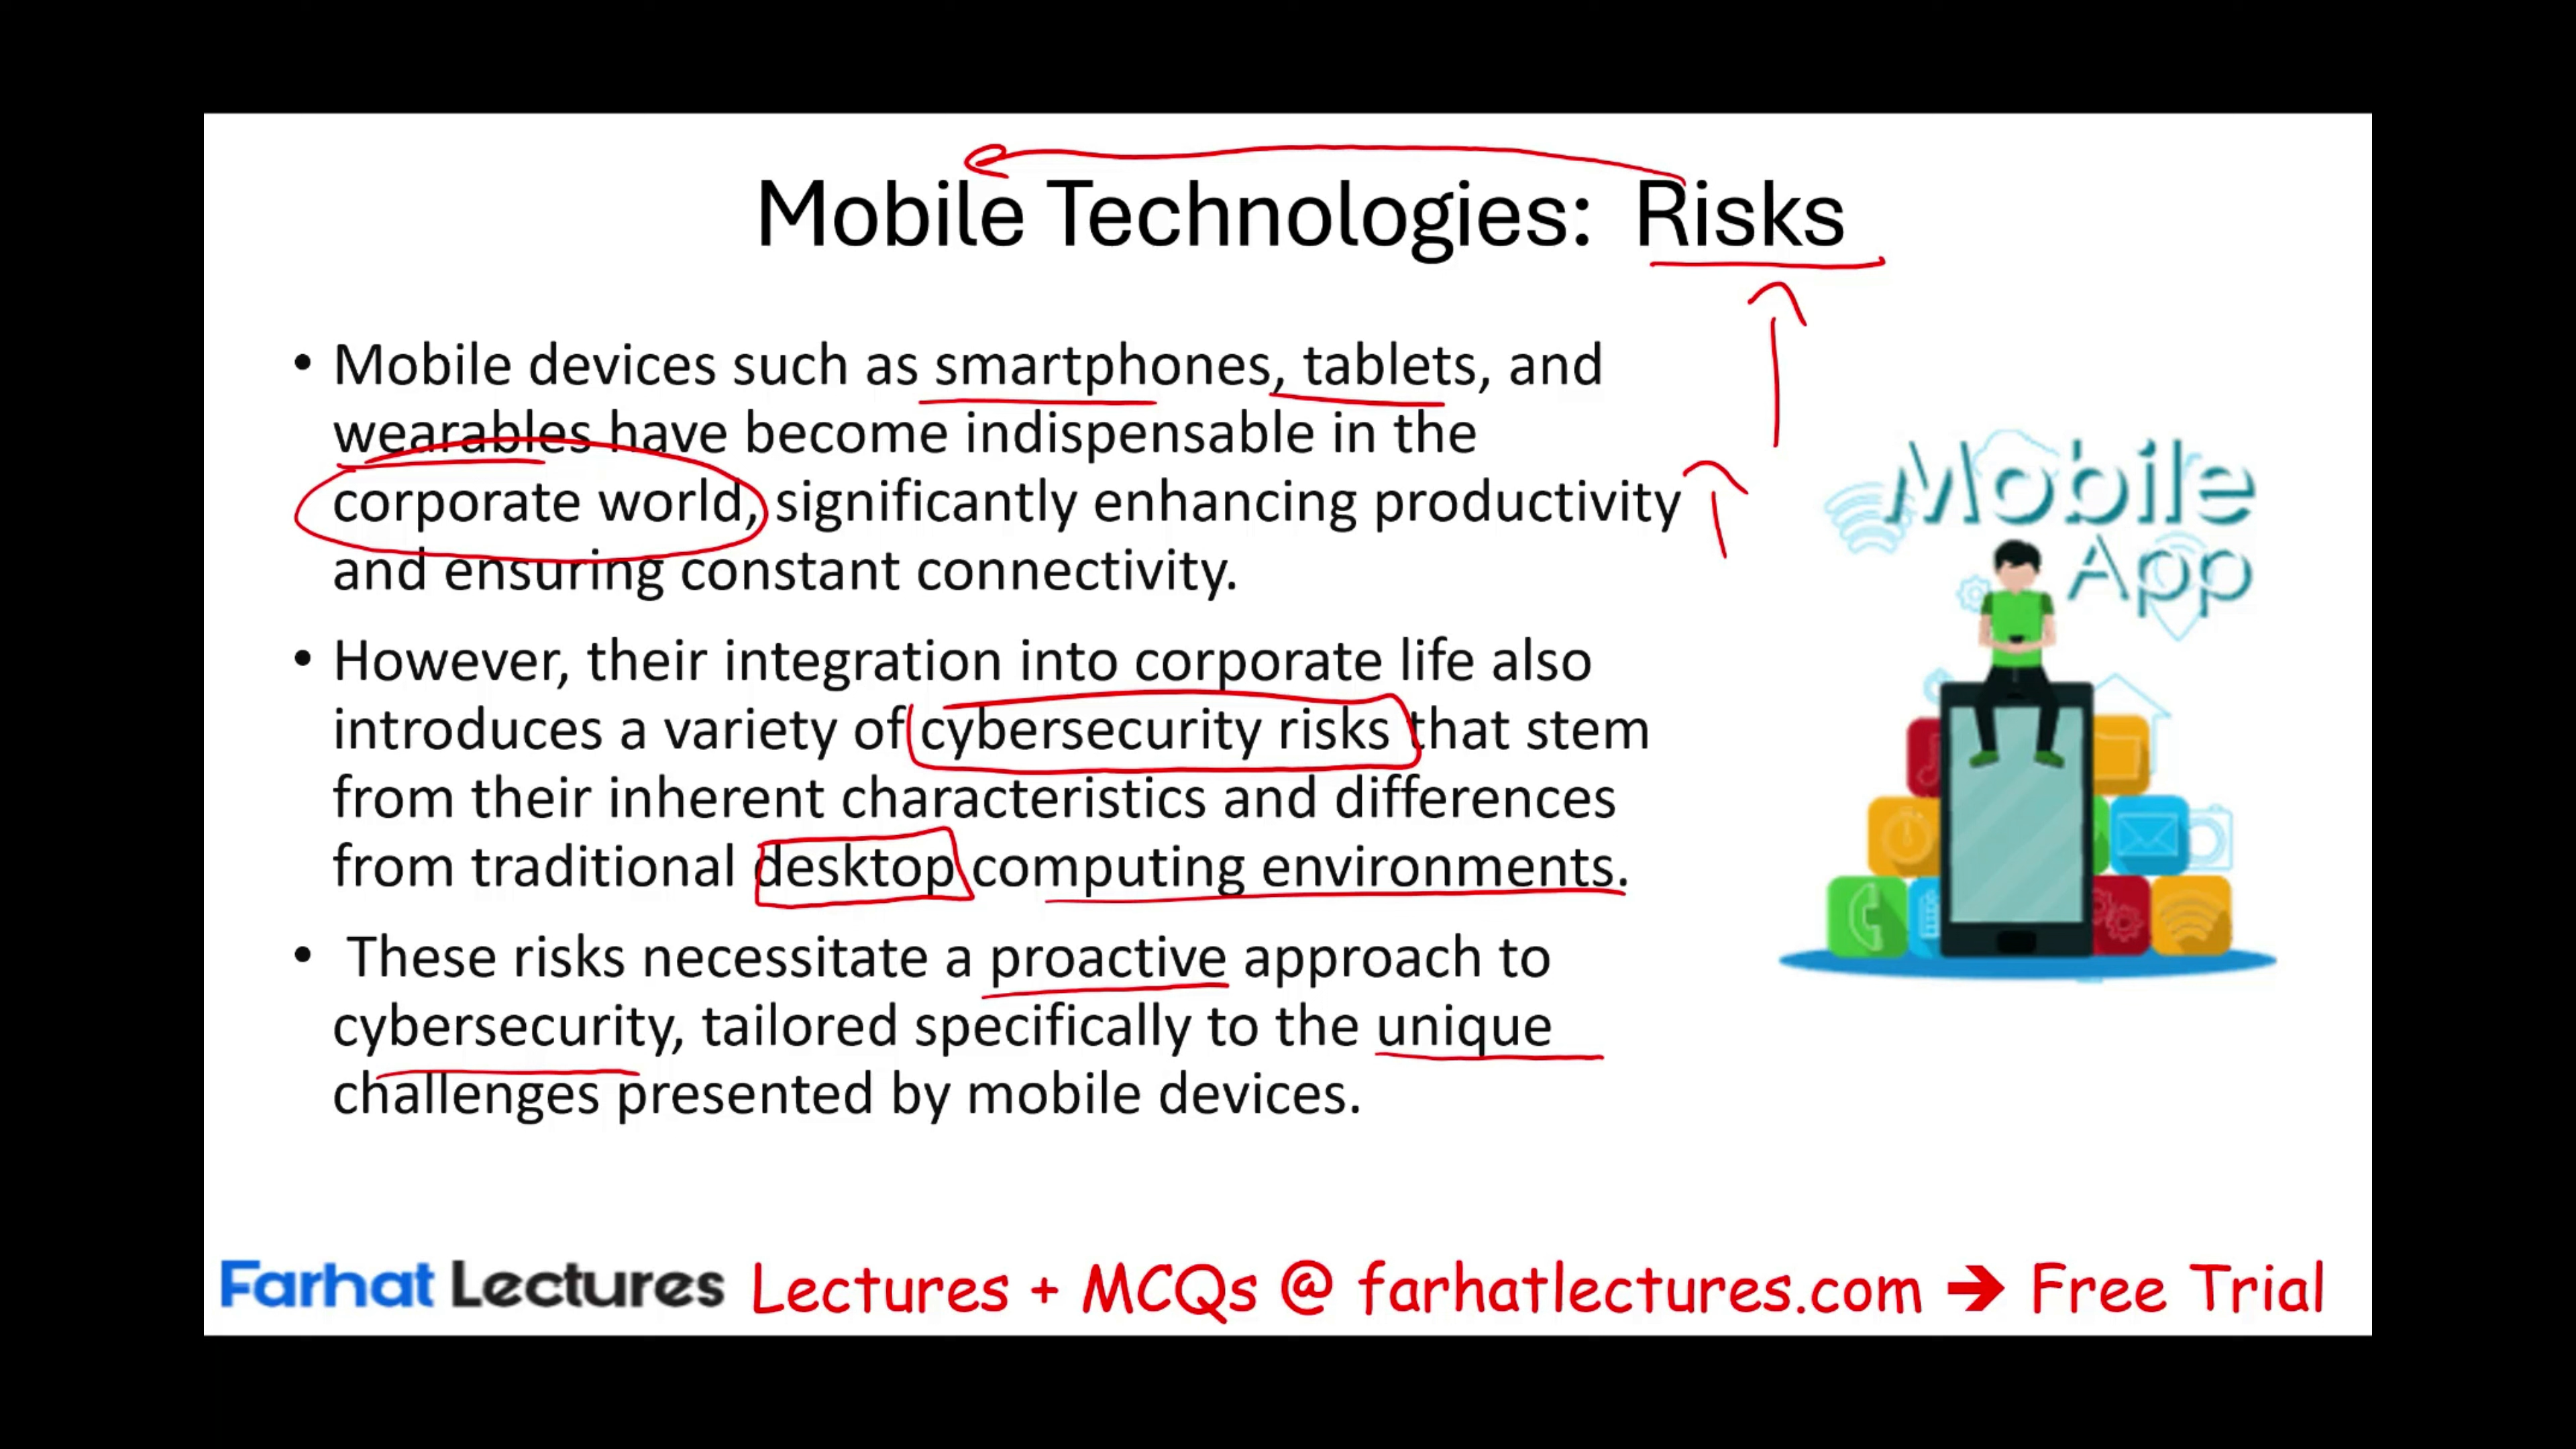 Mobile Technologies: Risks
• Mobile devices such as smartphones, tablets, and
wearables have become indispensable in the
corporate world, significantly enhancing productivity
and ensuring constant connectivity.
Mobile
App
• However, their integration into corporate life also
introduces a variety of cybersecurity risks that stem
from their inherent characteristics and differences
from traditional desktop computing environments.
• These risks necessitate a proactive approach to
cybersecurity, tailored specifically to the unique
challenges presented by mobile devices.
Farhat Lectures Lectures + MCQs @ farhatlectures.com ➔ Free Trial